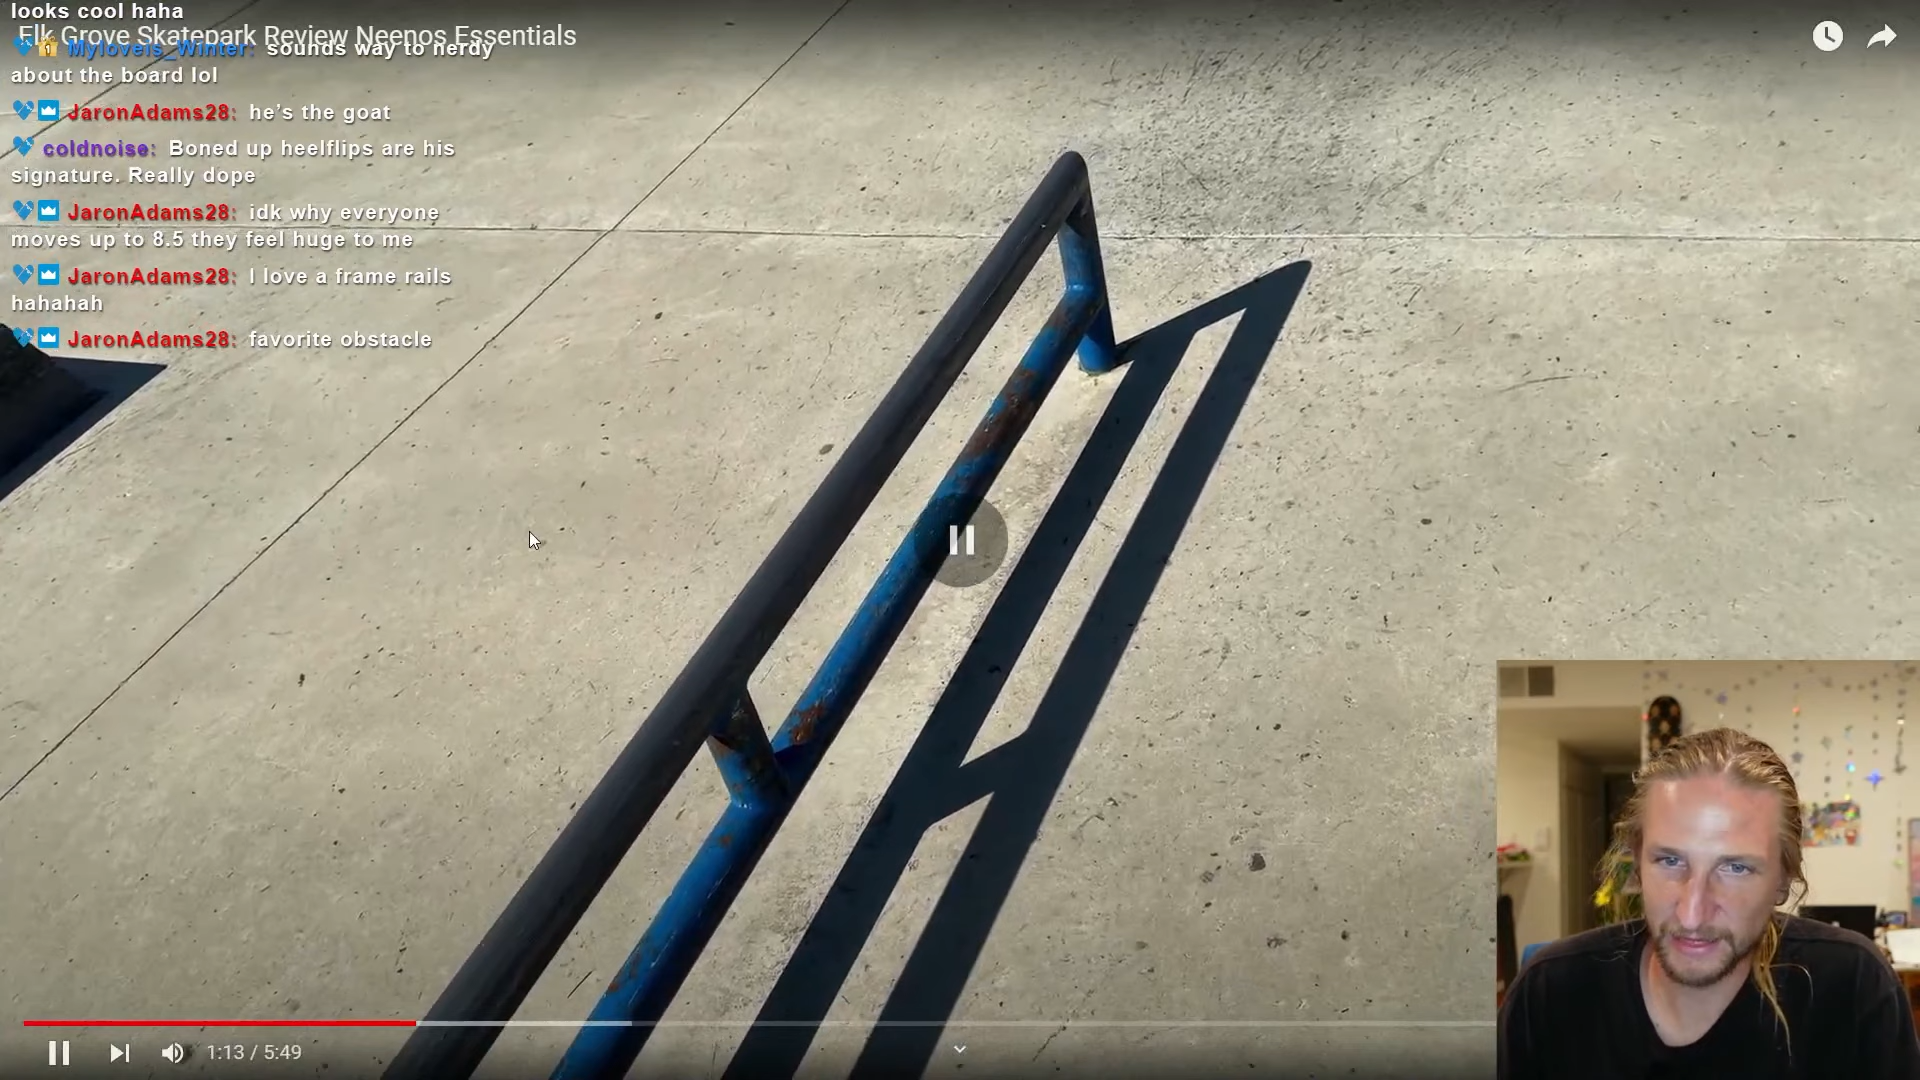 looks cool haha
Elk Grove Skatepark Review Neenos Essentials
Myloveis_Winter: sounds way to nerdy
about the board lol
JaronAdams28: he's the goat
coldnoise: Boned up heelflips are his
signature. Really dope
JaronAdams28: idk why everyone
moves up to 8.5 they feel huge to me
JaronAdams28: I love a frame rails
hahahah
JaronAdams28: favorite obstacle
1:13 / 5:49